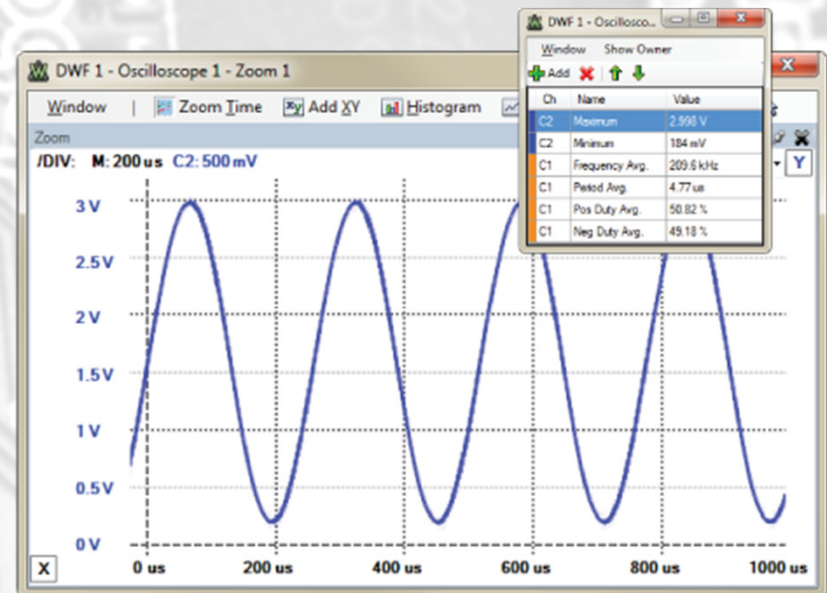 DWF 1 - Oscillosco...
Window Show Owner
Add
Ch Name Value
C2 Maximum 2.998 V
C2 Minimum 184 mV
C1 Frequency Avg. 209.6 kHz
C1 Period Avg. 4.77 us
C1 Pos Duty Avg. 50.82 %
C1 Neg Duty Avg. 49.18 %
DWF 1 - Oscilloscope 1 - Zoom 1
Window | Zoom Time Add XY Histogram
Zoom
/DIV: M: 200 us C2: 500 mV Y
3 V
2.5 V
2 V
1.5 V
1 V
0.5 V
0 V
X 0 us 200 us 400 us 600 us 800 us 1000 us